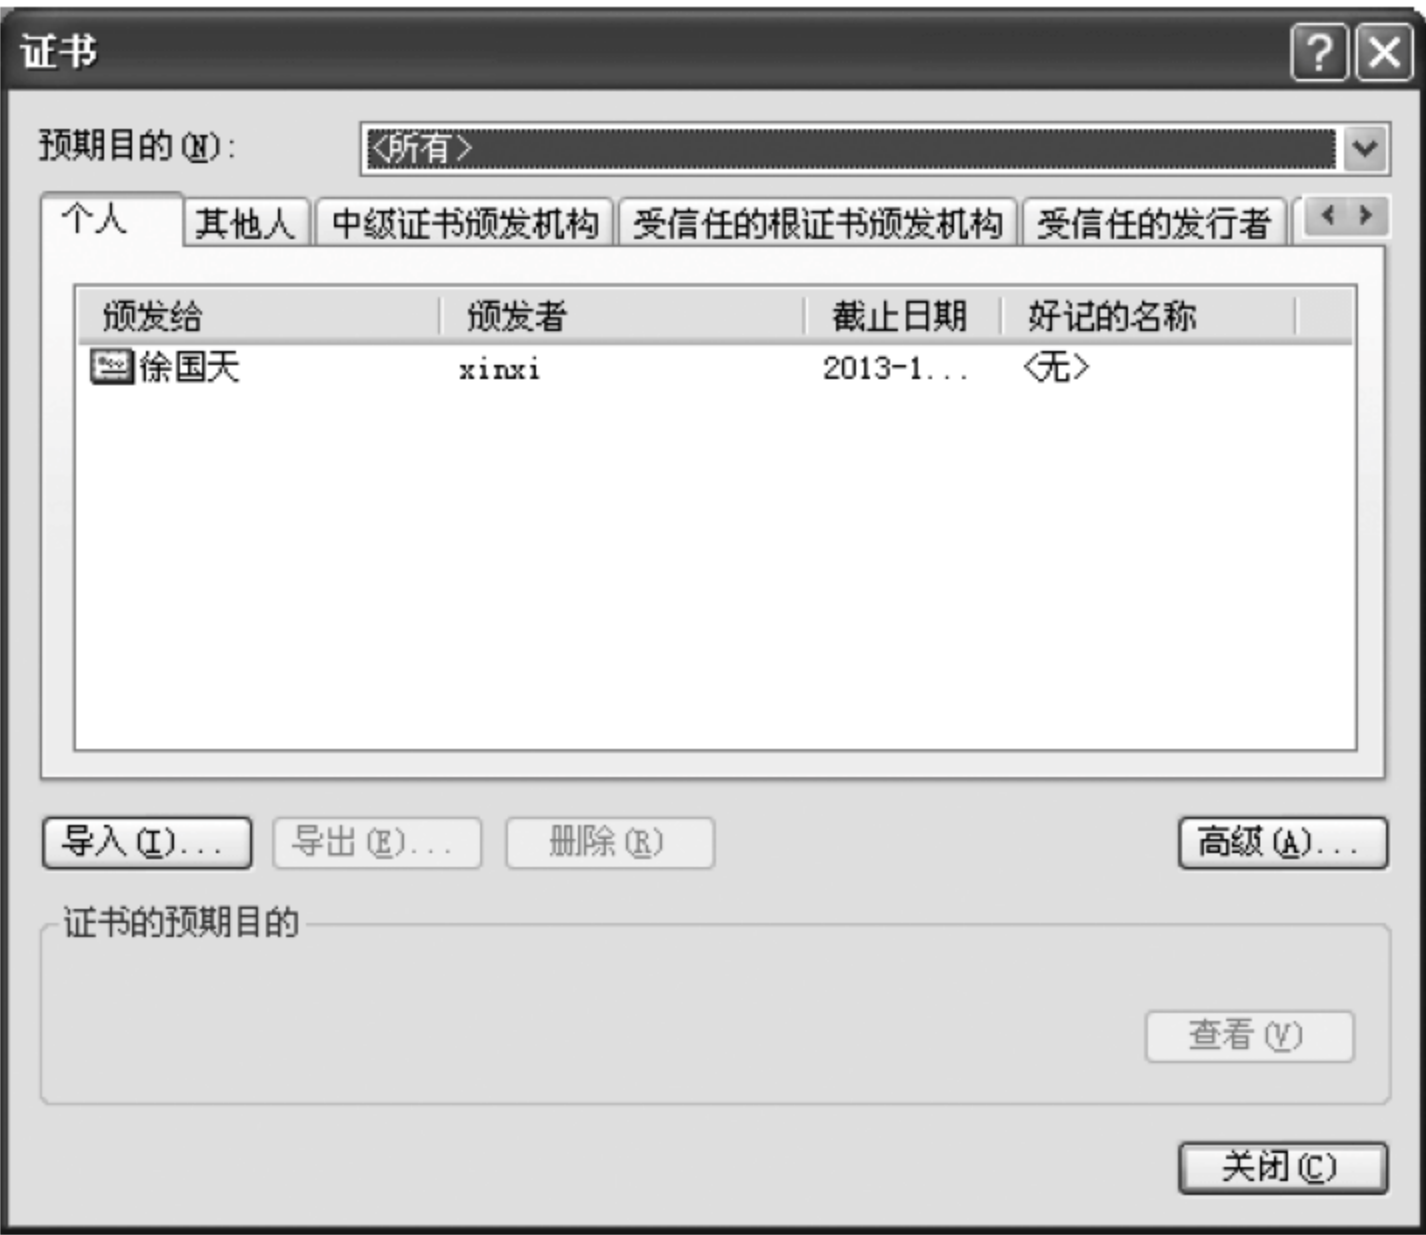 证书
预期目的(N): <所有>
个人 其他人 中级证书颁发机构 受信任的根证书颁发机构 受信任的发行者
颁发给 颁发者 截止日期 好记的名称
徐国天 xinxi 2013-1... <无>
导入(I)... 导出(E)... 删除(R) 高级(A)...
证书的预期目的
查看(V)
关闭(C)